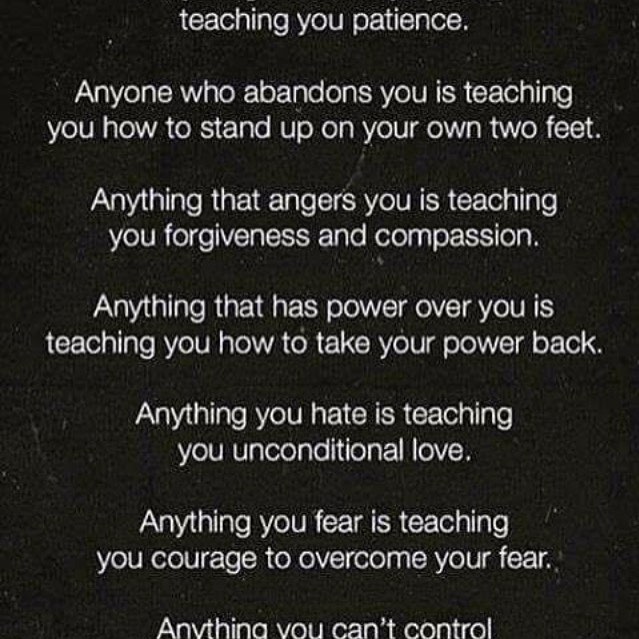 teaching you patience.
Anyone who abandons you is teaching
you how to stand up on your own two feet.
Anything that angers you is teaching
you forgiveness and compassion.
Anything that has power over you is
teaching you how to take your power back.
Anything you hate is teaching
you unconditional love.
Anything you fear is teaching
you courage to overcome your fear.
Anything you can't control